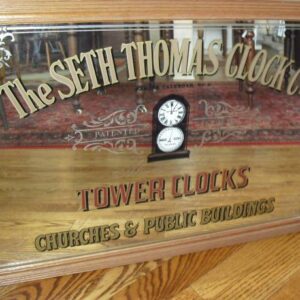 The SETH THOMAS CLOCK C
PATENTED
TOWER CLOCKS
CHURCHES & PUBLIC BUILDINGS